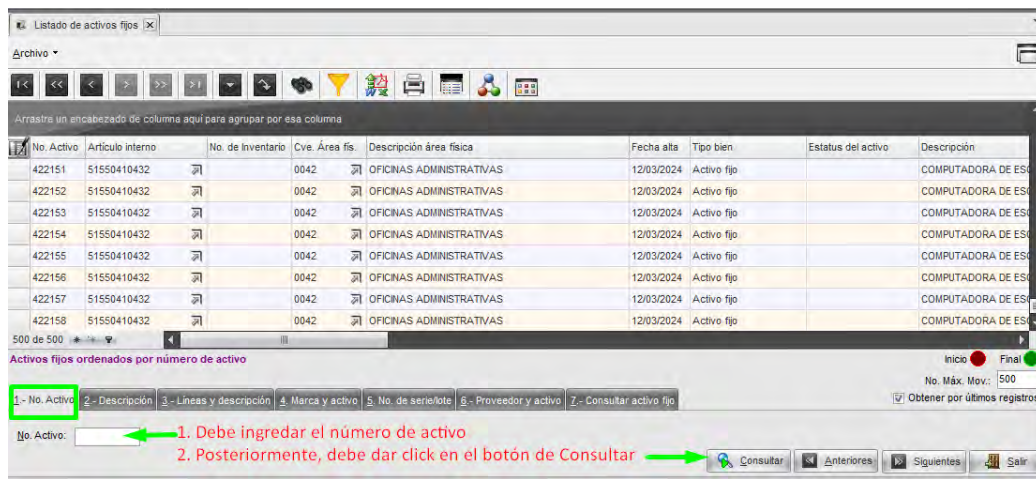 Listado de activos fijos
Archivo
Arrastra un encabezado de columna aquí para agrupar por esa columna
No. Activo Artículo interno No. de Inventario Cve. Área fís. Descripción área física Fecha alta Tipo bien Estatus del activo Descripción
422151 51550410432 0042 OFICINAS ADMINISTRATIVAS 12/03/2024 Activo fijo COMPUTADORA DE ESC
422152 51550410432 0042 OFICINAS ADMINISTRATIVAS 12/03/2024 Activo fijo COMPUTADORA DE ESC
422153 51550410432 0042 OFICINAS ADMINISTRATIVAS 12/03/2024 Activo fijo COMPUTADORA DE ESC
422154 51550410432 0042 OFICINAS ADMINISTRATIVAS 12/03/2024 Activo fijo COMPUTADORA DE ESC
422155 51550410432 0042 OFICINAS ADMINISTRATIVAS 12/03/2024 Activo fijo COMPUTADORA DE ESC
422156 51550410432 0042 OFICINAS ADMINISTRATIVAS 12/03/2024 Activo fijo COMPUTADORA DE ESC
422157 51550410432 0042 OFICINAS ADMINISTRATIVAS 12/03/2024 Activo fijo COMPUTADORA DE ESC
422158 51550410432 0042 OFICINAS ADMINISTRATIVAS 12/03/2024 Activo fijo COMPUTADORA DE ESC
500 de 500
Activos fijos ordenados por número de activo Inicio Final
No. Máx. Mov.: 500
1.- No. Activo 2.- Descripción 3.- Líneas y descripción 4. Marca y activo 5. No. de serie/lote 6.- Proveedor y activo 7.- Consultar activo fijo Obtener por últimos registros
No. Activo: 1. Debe ingredar el número de activo
2. Posteriormente, debe dar click en el botón de Consultar
Consultar Anteriores Siguientes Salir